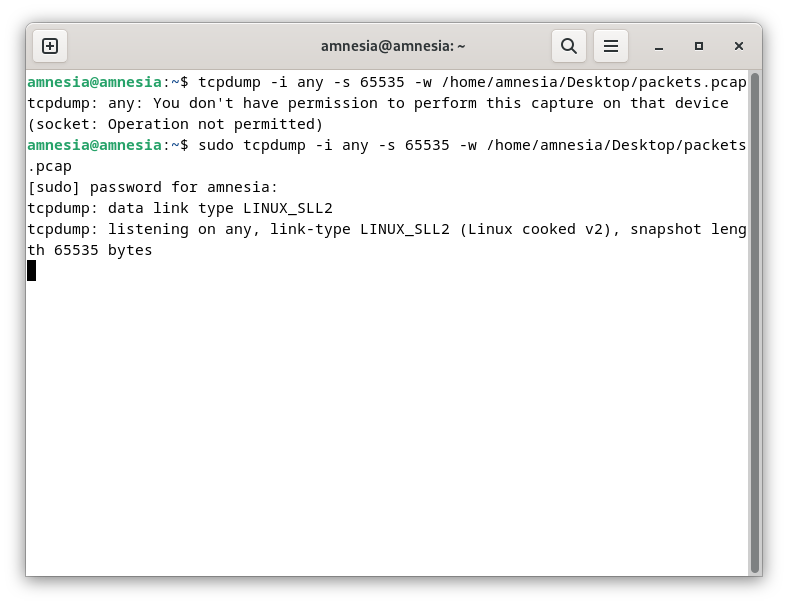 amnesia@amnesia: ~
amnesia@amnesia:~$ tcpdump -i any -s 65535 -w /home/amnesia/Desktop/packets.pcap
tcpdump: any: You don't have permission to perform this capture on that device
(socket: Operation not permitted)
amnesia@amnesia:~$ sudo tcpdump -i any -s 65535 -w /home/amnesia/Desktop/packets
.pcap
[sudo] password for amnesia:
tcpdump: data link type LINUX_SLL2
tcpdump: listening on any, link-type LINUX_SLL2 (Linux cooked v2), snapshot leng
th 65535 bytes